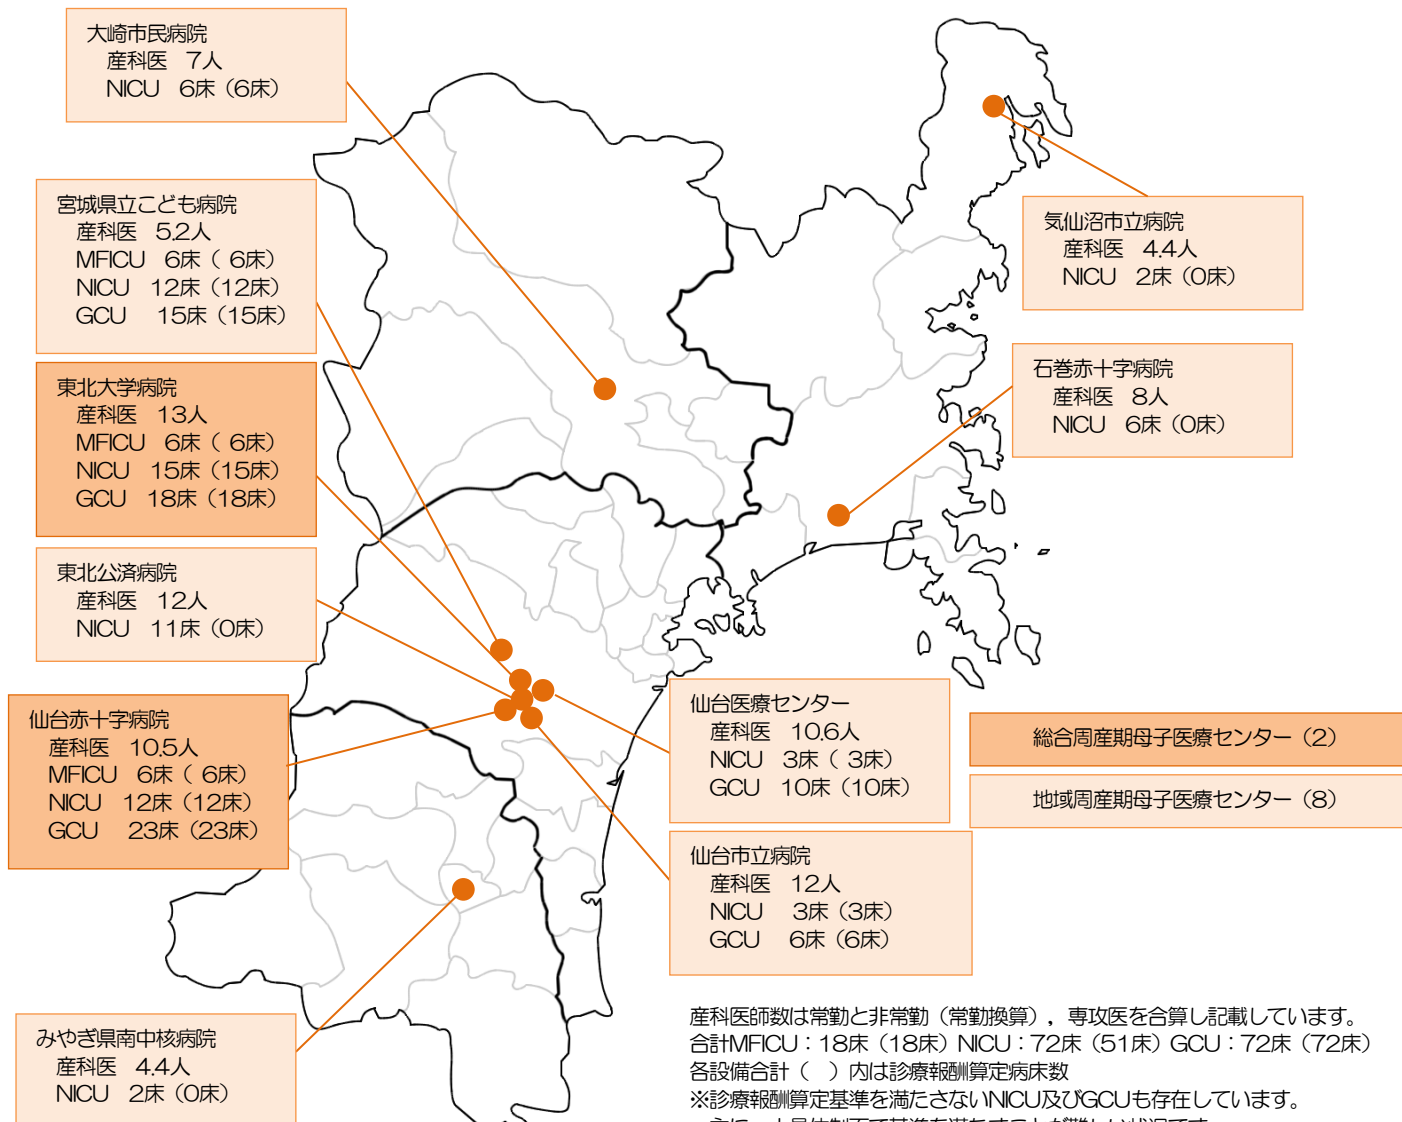 大崎市民病院
産科医 7人
NICU 6床（6床）
宮城県立こども病院
産科医 5.2人
MFICU 6床（ 6床）
NICU 12床（12床）
GCU 15床（15床）
東北大学病院
産科医 13人
MFICU 6床（ 6床）
NICU 15床（15床）
GCU 18床（18床）
東北公済病院
産科医 12人
NICU 11床（0床）
仙台赤十字病院
産科医 10.5人
MFICU 6床（ 6床）
NICU 12床（12床）
GCU 23床（23床）
みやぎ県南中核病院
産科医 4.4人
NICU 2床（0床）
気仙沼市立病院
産科医 4.4人
NICU 2床（0床）
石巻赤十字病院
産科医 8人
NICU 6床（0床）
仙台医療センター
産科医 10.6人
NICU 3床（ 3床）
GCU 10床（10床）
仙台市立病院
産科医 12人
NICU 3床（3床）
GCU 6床（6床）
総合周産期母子医療センター（2）
地域周産期母子医療センター（8）
産科医師数は常勤と非常勤（常勤換算），専攻医を合算し記載しています。
合計MFICU：18床（18床）NICU：72床（51床）GCU：72床（72床）
各設備合計（ ）内は診療報酬算定病床数
※診療報酬算定基準を満たさないNICU及びGCUも存在しています。